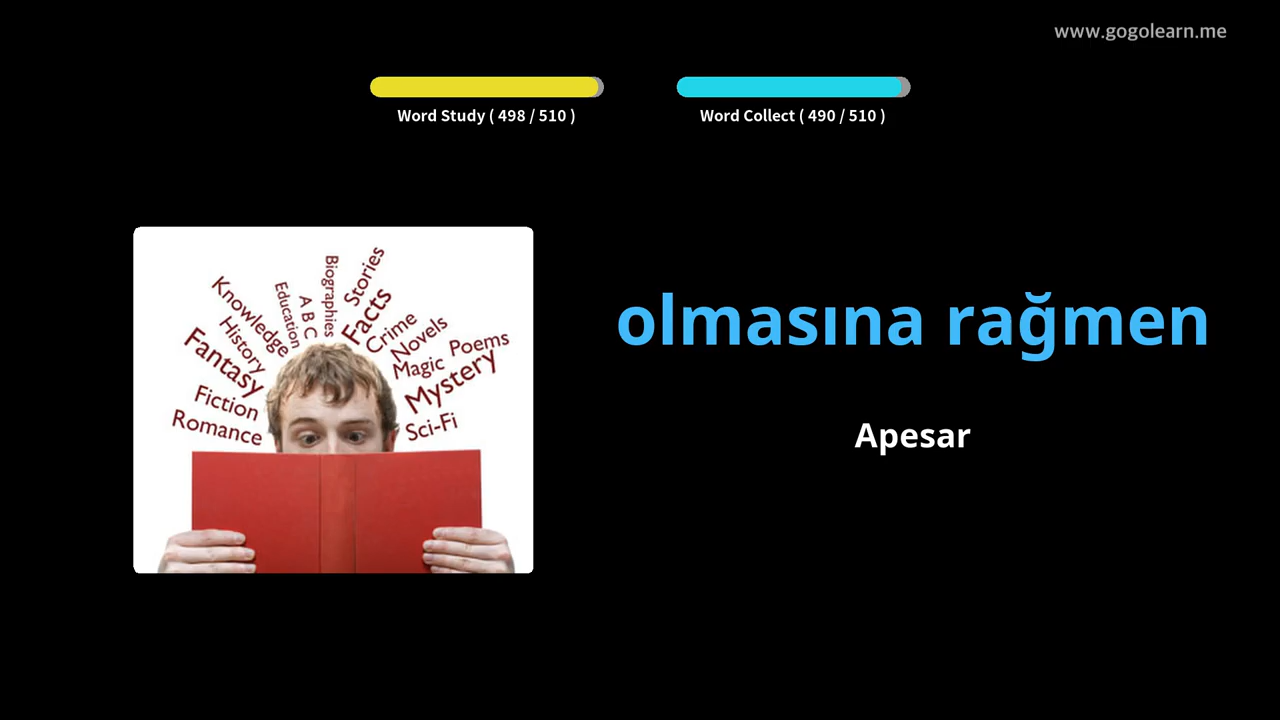 www.gogolearn.me
Word Study ( 498 / 510 )
Word Collect ( 490 / 510 )
Knowledge
History
Fantasy
Fiction
Romance
Education
A B C
Biographies
Stories
Facts
Crime
Novels
Magic
Poems
Mystery
Sci-Fi
olmasına rağmen
Apesar